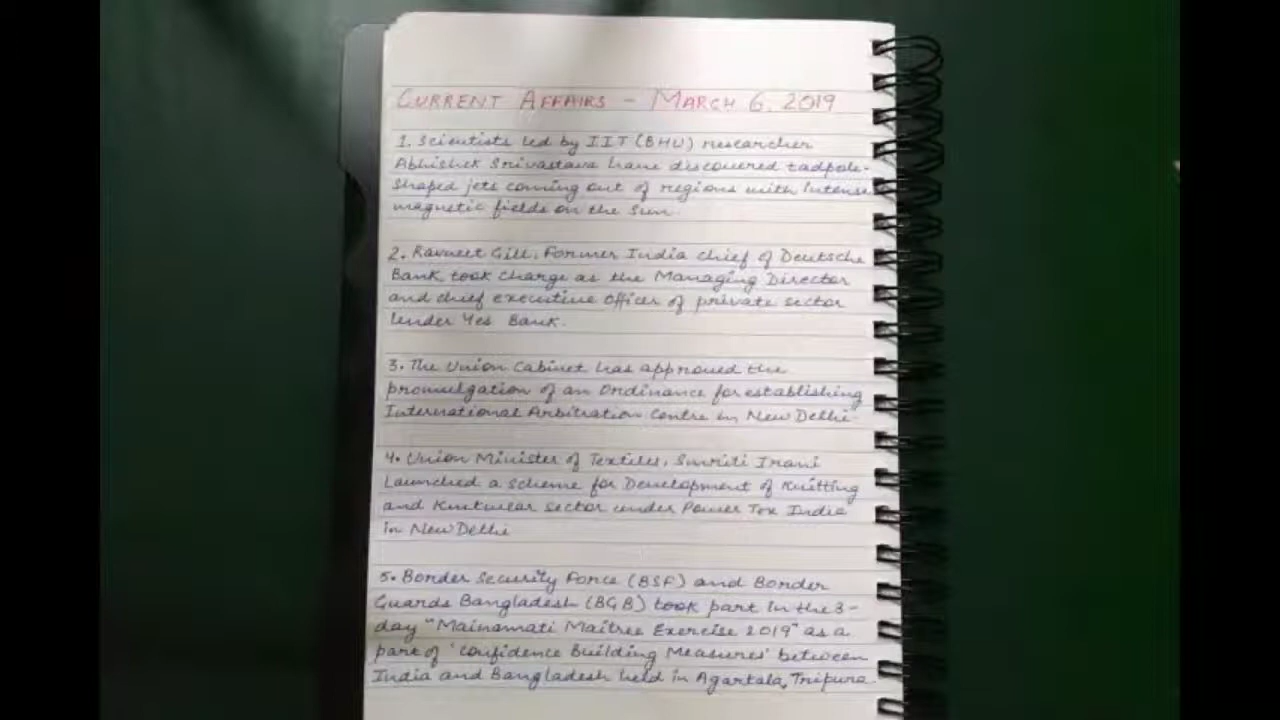 CURRENT AFFAIRS - MARCH 6, 2019
1. Scientists led by IIT (BHU) researcher
Abhishek Srivastava have discovered tadpole-
shaped jets coming out of regions with intense
magnetic fields on the Sun.
2. Ravneet Gill, Former India chief of Deutsche
Bank took charge as the Managing Director
and chief executive officer of private sector
lender Yes Bank.
3. The Union Cabinet has approved the
promulgation of an Ordinance for establishing
International Arbitration Centre in New Delhi"
4. Union Minister of Textiles, Smriti Irani
Launched a scheme for Development of Knitting
and Knitwear sector under Power Tex India
in New Delhi
5. Border Security Force (BSF) and Border
Guards Bangladesh (BGB) took part in the 3-
day "Mainamati Maitree Exercise 2019" as a
part of 'confidence Building Measures' between
India and Bangladesh held in Agartala, Tripura